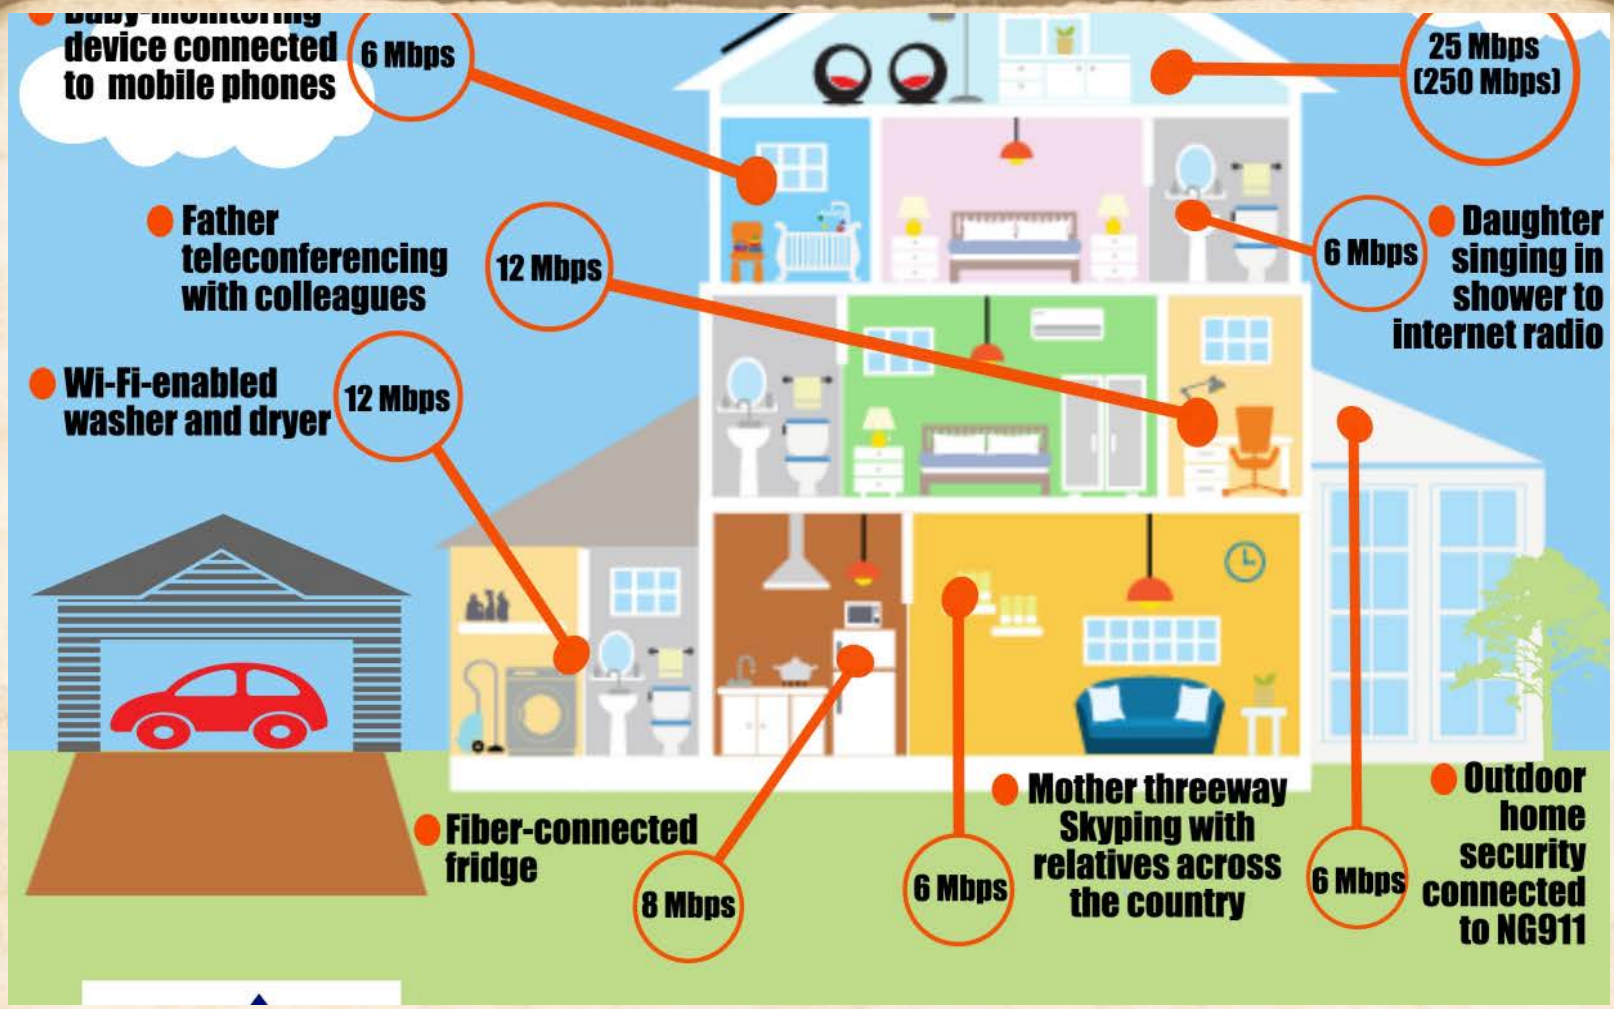 Baby-monitoring
device connected
to mobile phones
6 Mbps
25 Mbps
(250 Mbps)
Father
teleconferencing
with colleagues
12 Mbps
6 Mbps
Daughter
singing in
shower to
internet radio
Wi-Fi-enabled
washer and dryer
12 Mbps
Fiber-connected
fridge
8 Mbps
6 Mbps
Mother threeway
Skyping with
relatives across
the country
6 Mbps
Outdoor
home
security
connected
to NG911